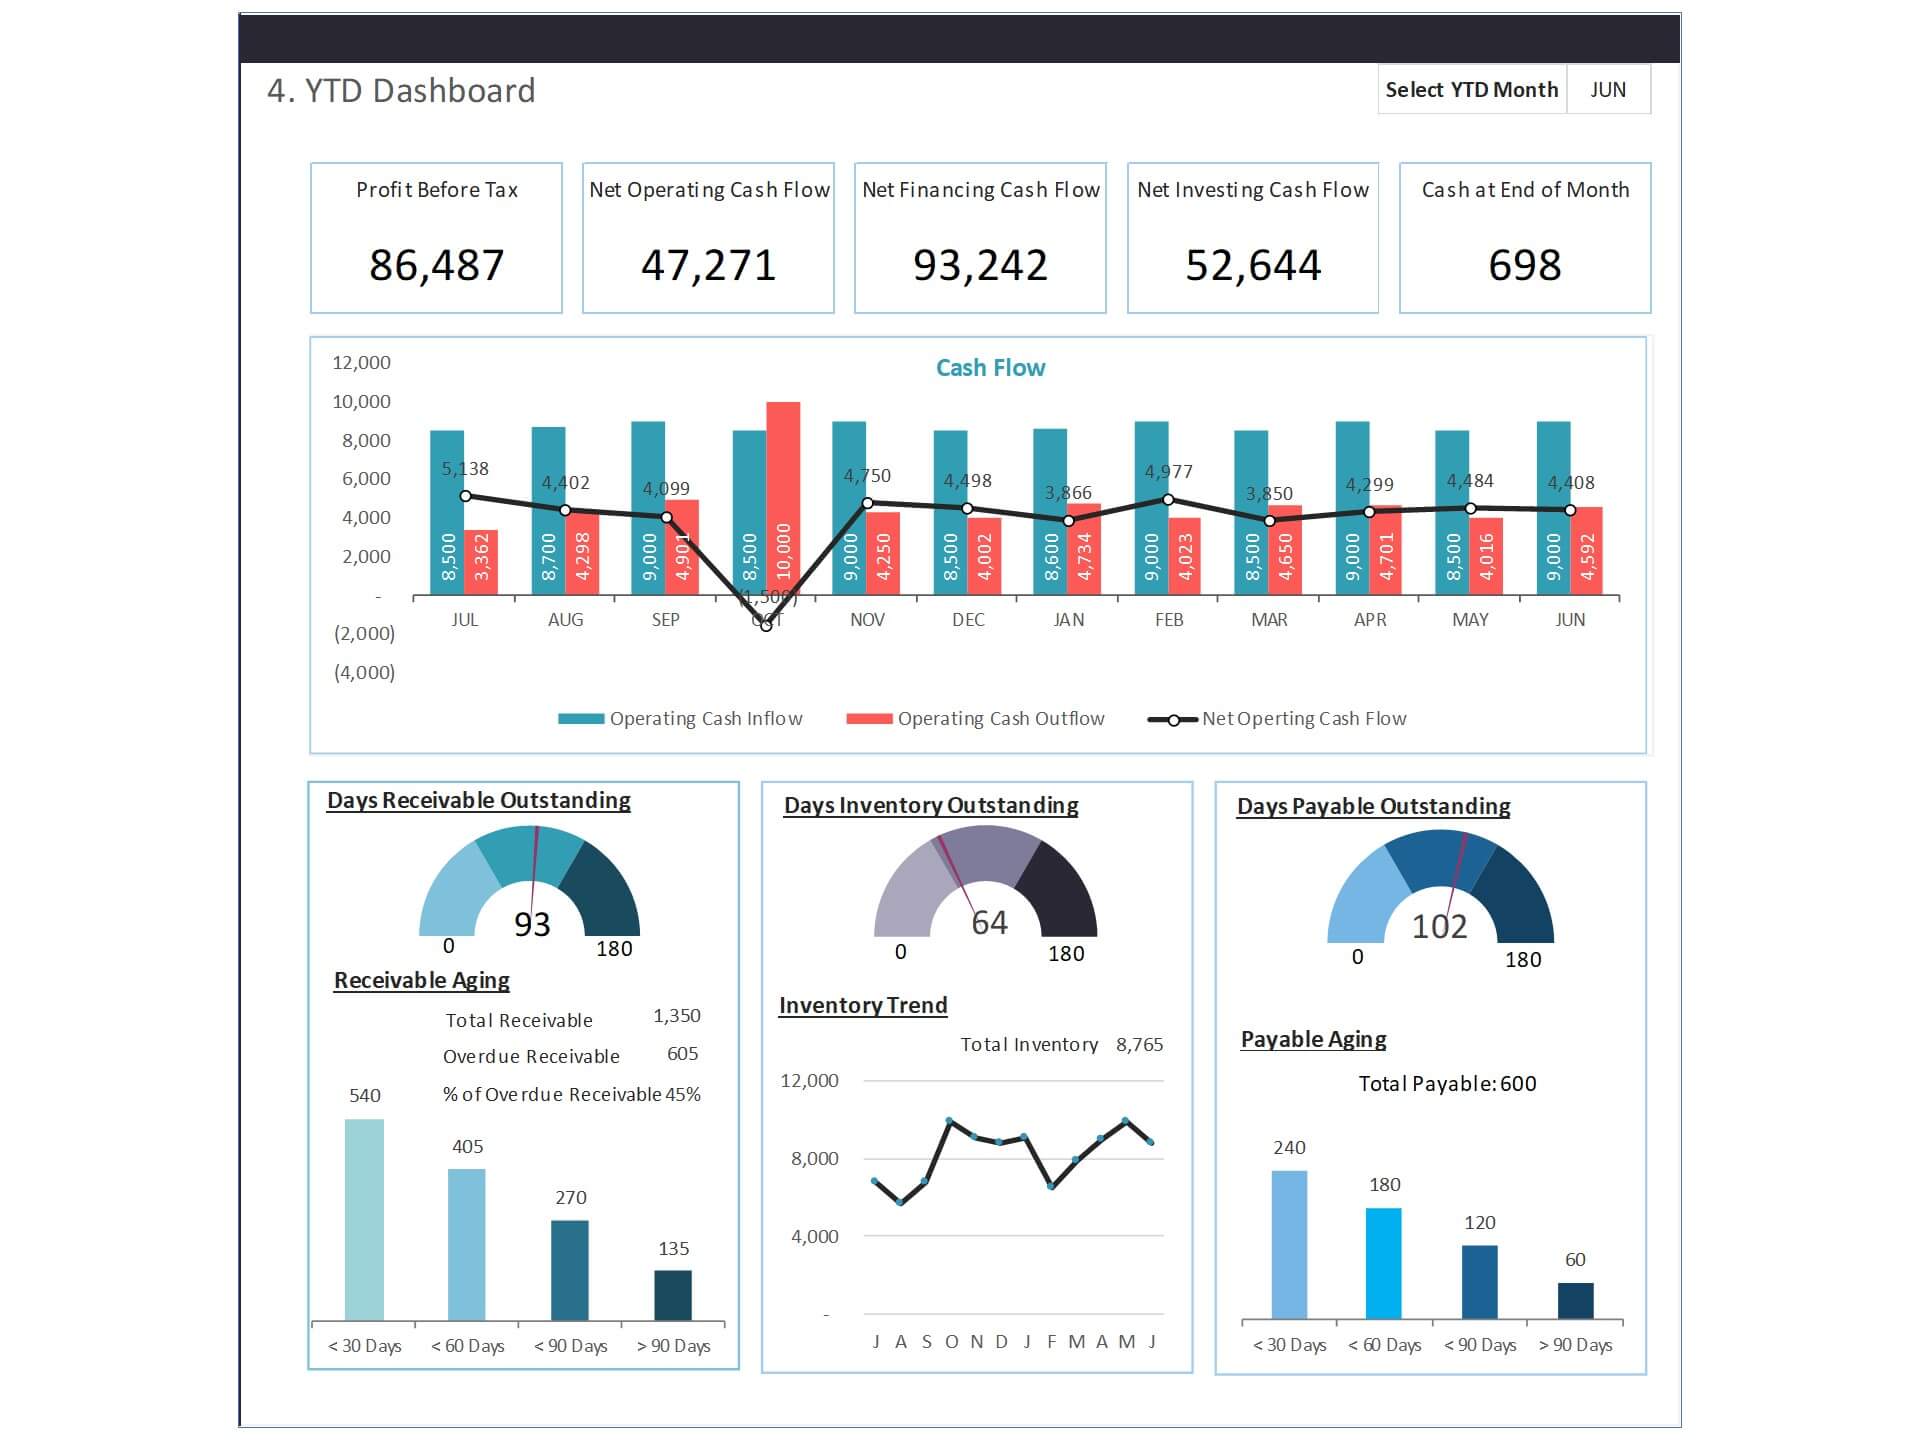 4. YTD Dashboard
Select YTD Month JUN
Profit Before Tax
86,487
Net Operating Cash Flow
47,271
Net Financing Cash Flow
93,242
Net Investing Cash Flow
52,644
Cash at End of Month
698
Cash Flow
12,000
10,000
8,000
6,000
4,000
2,000
-
(2,000)
(4,000)
5,138 4,402 4,099 (1,500) 4,750 4,498 3,866 4,977 3,850 4,299 4,484 4,408
8,500 3,362 8,700 4,298 9,000 4,901 8,500 10,000 9,000 4,250 8,500 4,002 8,600 4,734 9,000 4,023 8,500 4,650 9,000 4,701 8,500 4,016 9,000 4,592
JUL AUG SEP OCT NOV DEC JAN FEB MAR APR MAY JUN
Operating Cash Inflow Operating Cash Outflow Net Operting Cash Flow
Days Receivable Outstanding
93
0 180
Receivable Aging
Total Receivable 1,350
Overdue Receivable 605
% of Overdue Receivable 45%
540
405
270
135
< 30 Days < 60 Days < 90 Days > 90 Days
Days Inventory Outstanding
64
0 180
Inventory Trend
Total Inventory 8,765
12,000
8,000
4,000
-
J A S O N D J F M A M J
Days Payable Outstanding
102
0 180
Payable Aging
Total Payable: 600
240
180
120
60
< 30 Days < 60 Days < 90 Days > 90 Days